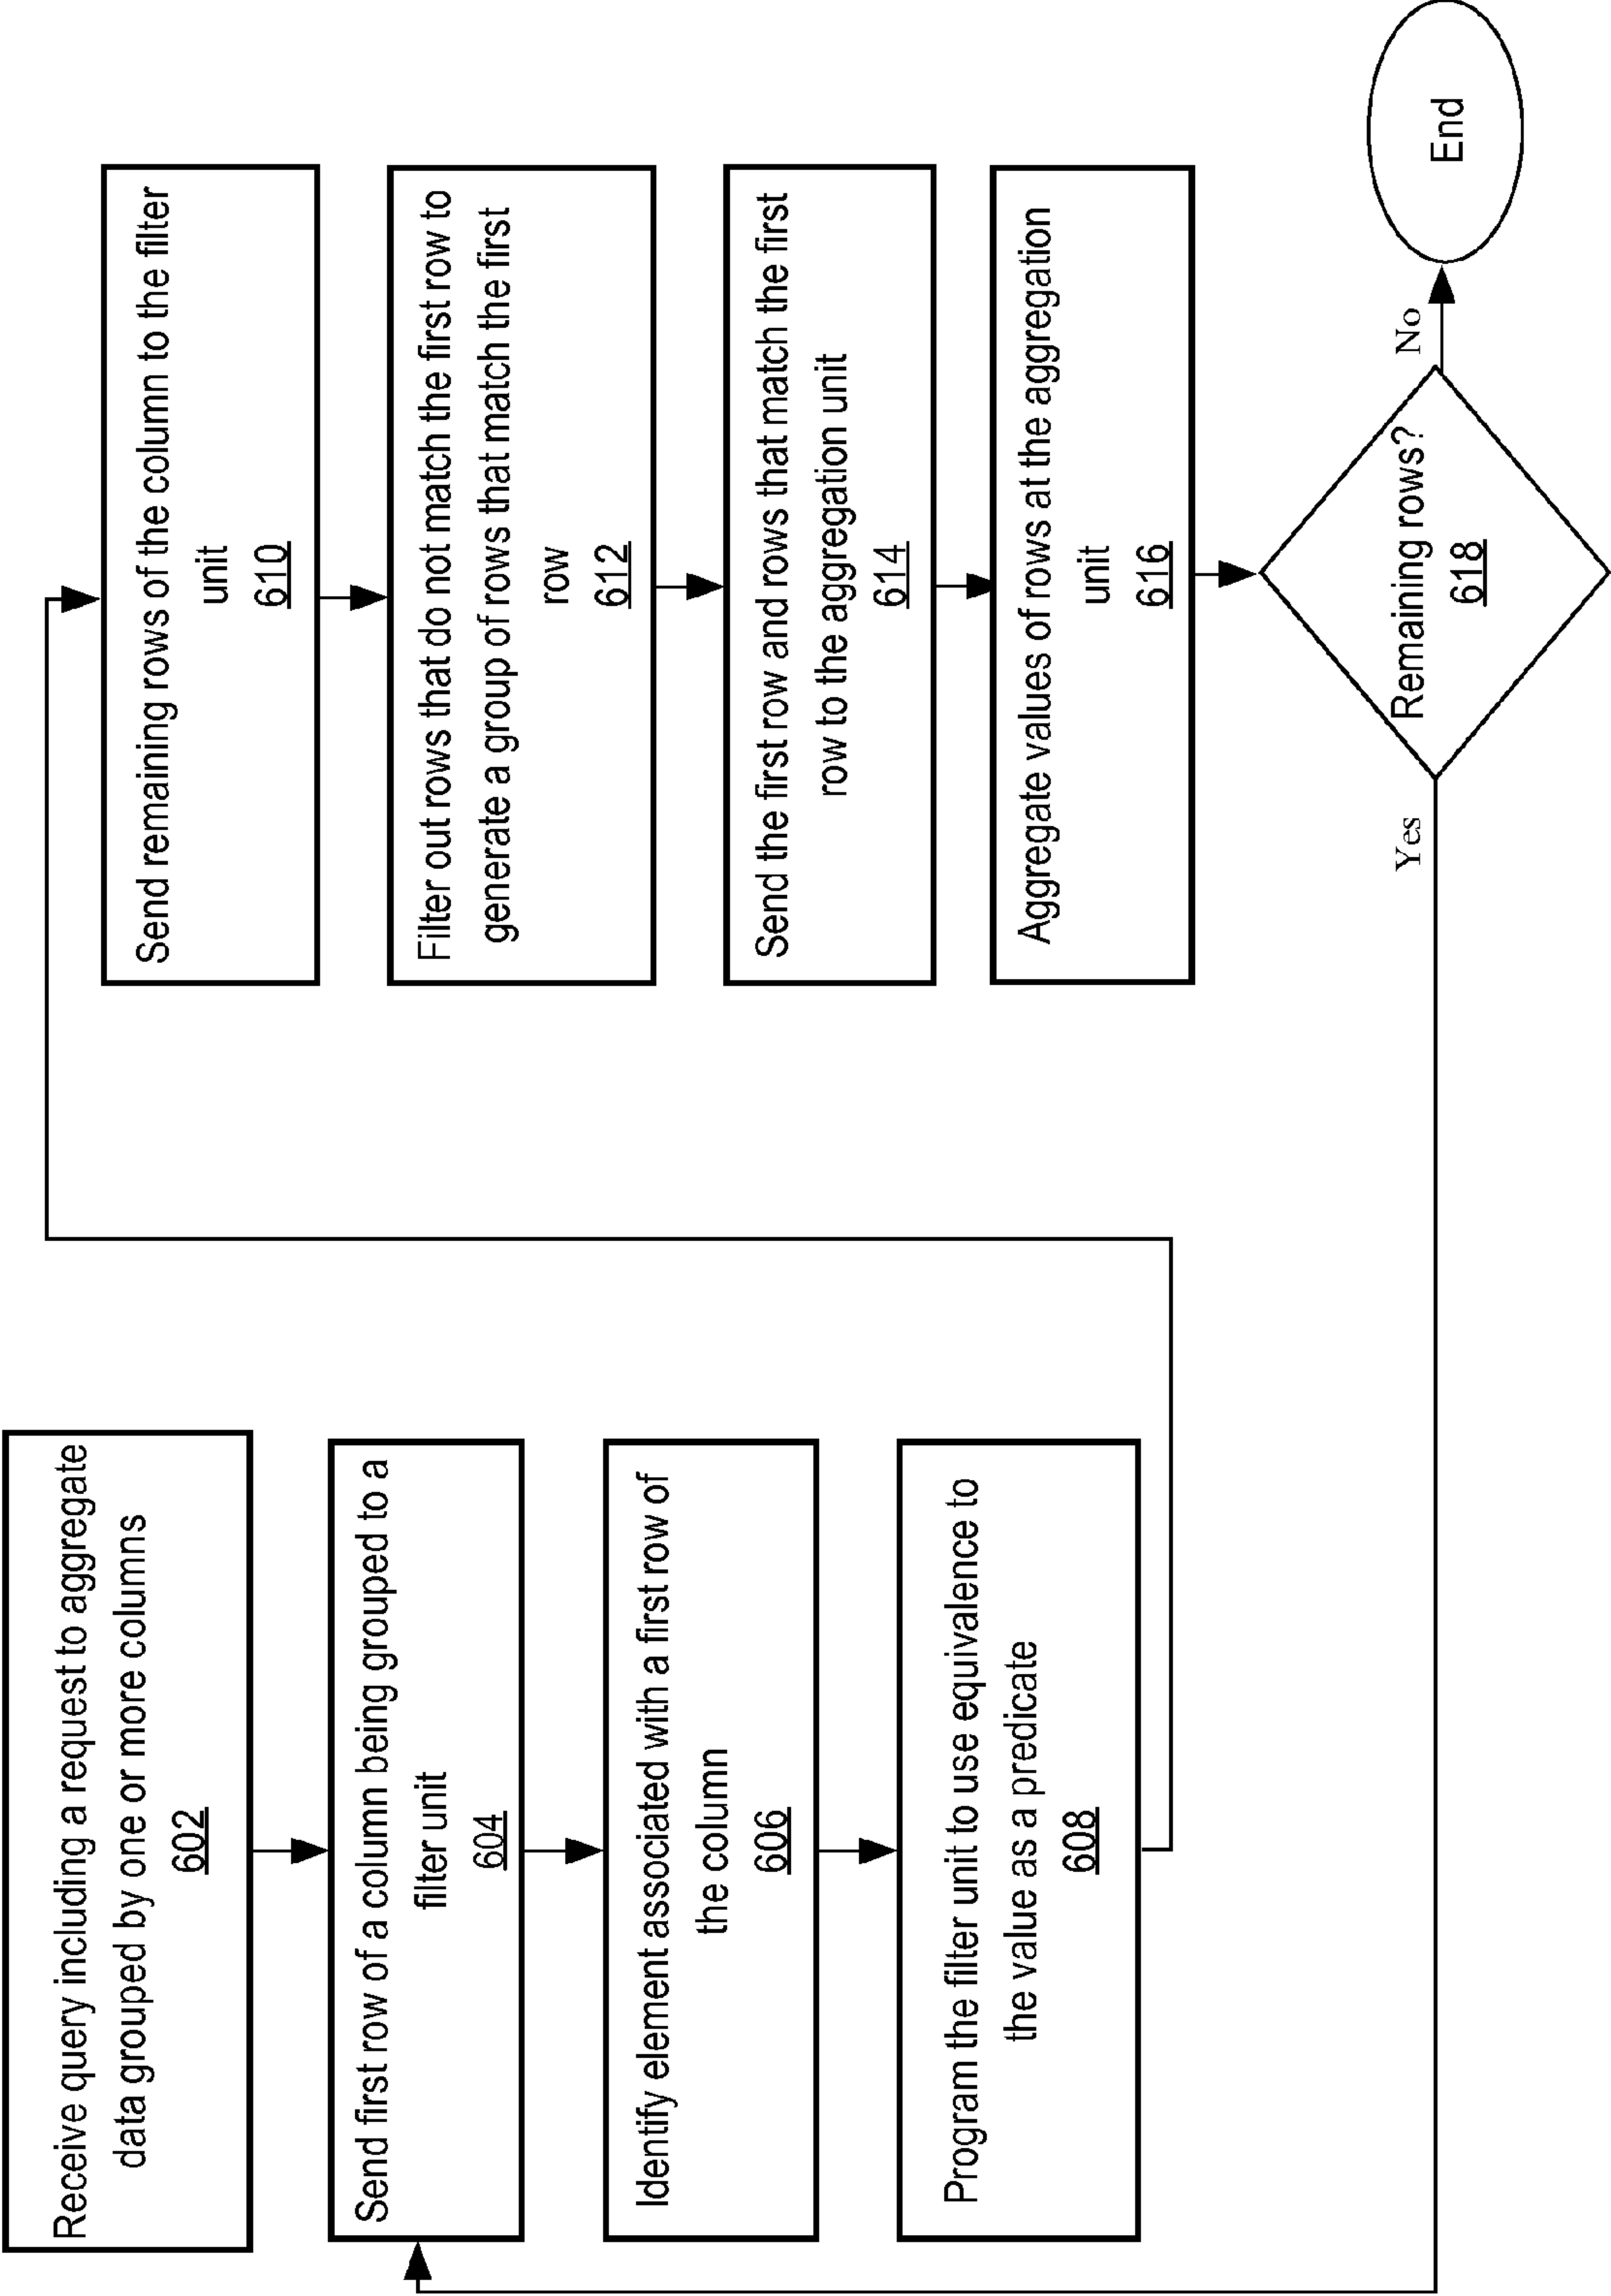 Receive query including a request to aggregate
data grouped by one or more columns
602
Send first row of a column being grouped to a
filter unit
604
Identify element associated with a first row of
the column
606
Program the filter unit to use equivalence to
the value as a predicate
608
Send remaining rows of the column to the filter
unit
610
Filter out rows that do not match the first row to
generate a group of rows that match the first
row
612
Send the first row and rows that match the first
row to the aggregation unit
614
Aggregate values of rows at the aggregation
unit
616
Remaining rows?
618
Yes
No
End